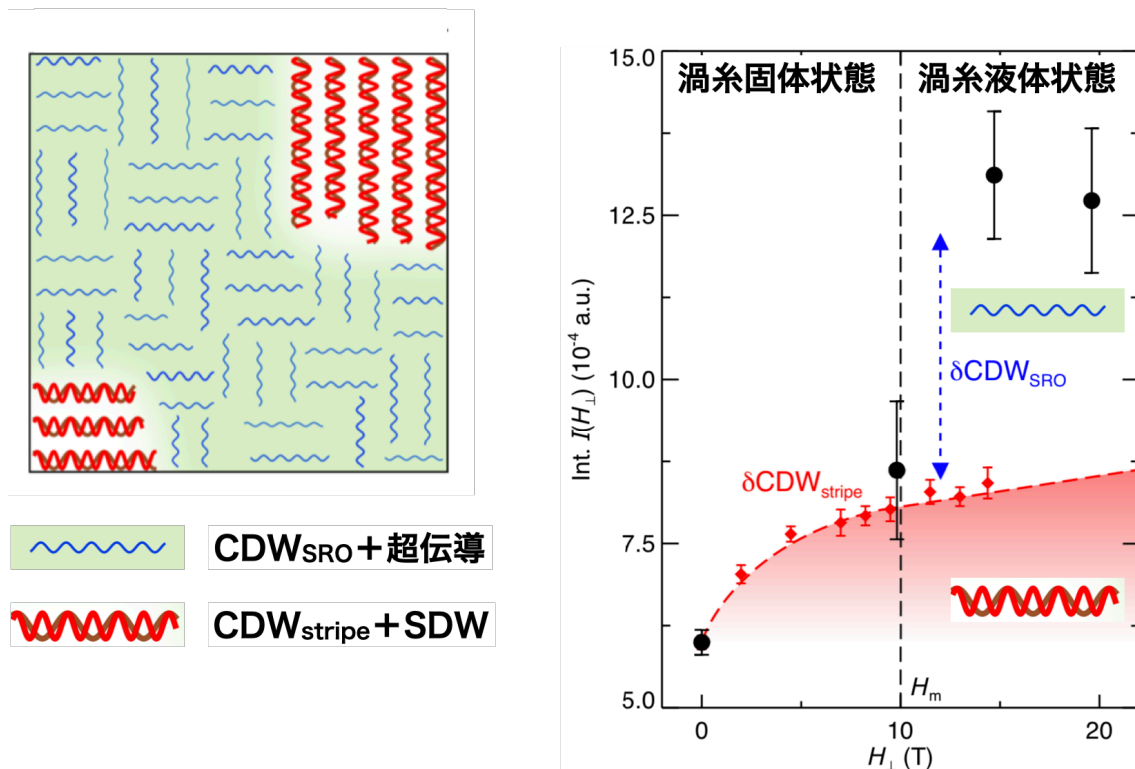 CDWSRO＋超伝導
CDWstripe＋SDW
渦糸固体状態
渦糸液体状態
15.0
12.5
10.0
7.5
5.0
Int. I(H⊥) (10-4 a.u.)
δCDWSRO
δCDWstripe
Hm
0
10
20
H⊥ (T)